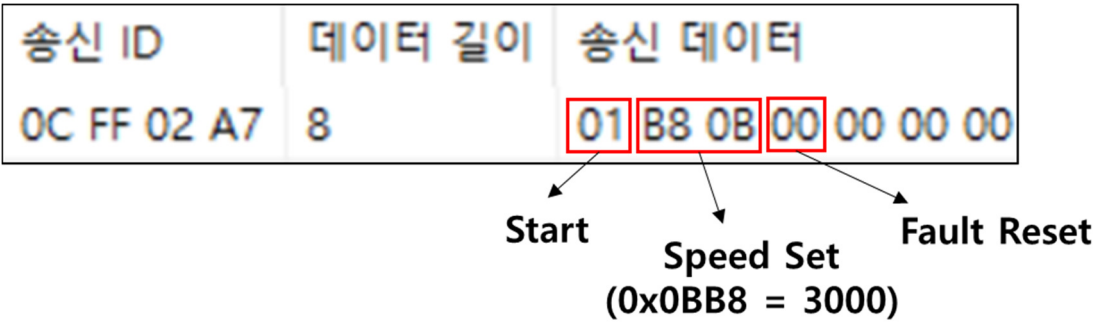 송신 ID 데이터 길이 송신 데이터
0C FF 02 A7 8 01 B8 0B 00 00 00 00
Start
Speed Set
(0x0BB8 = 3000)
Fault Reset